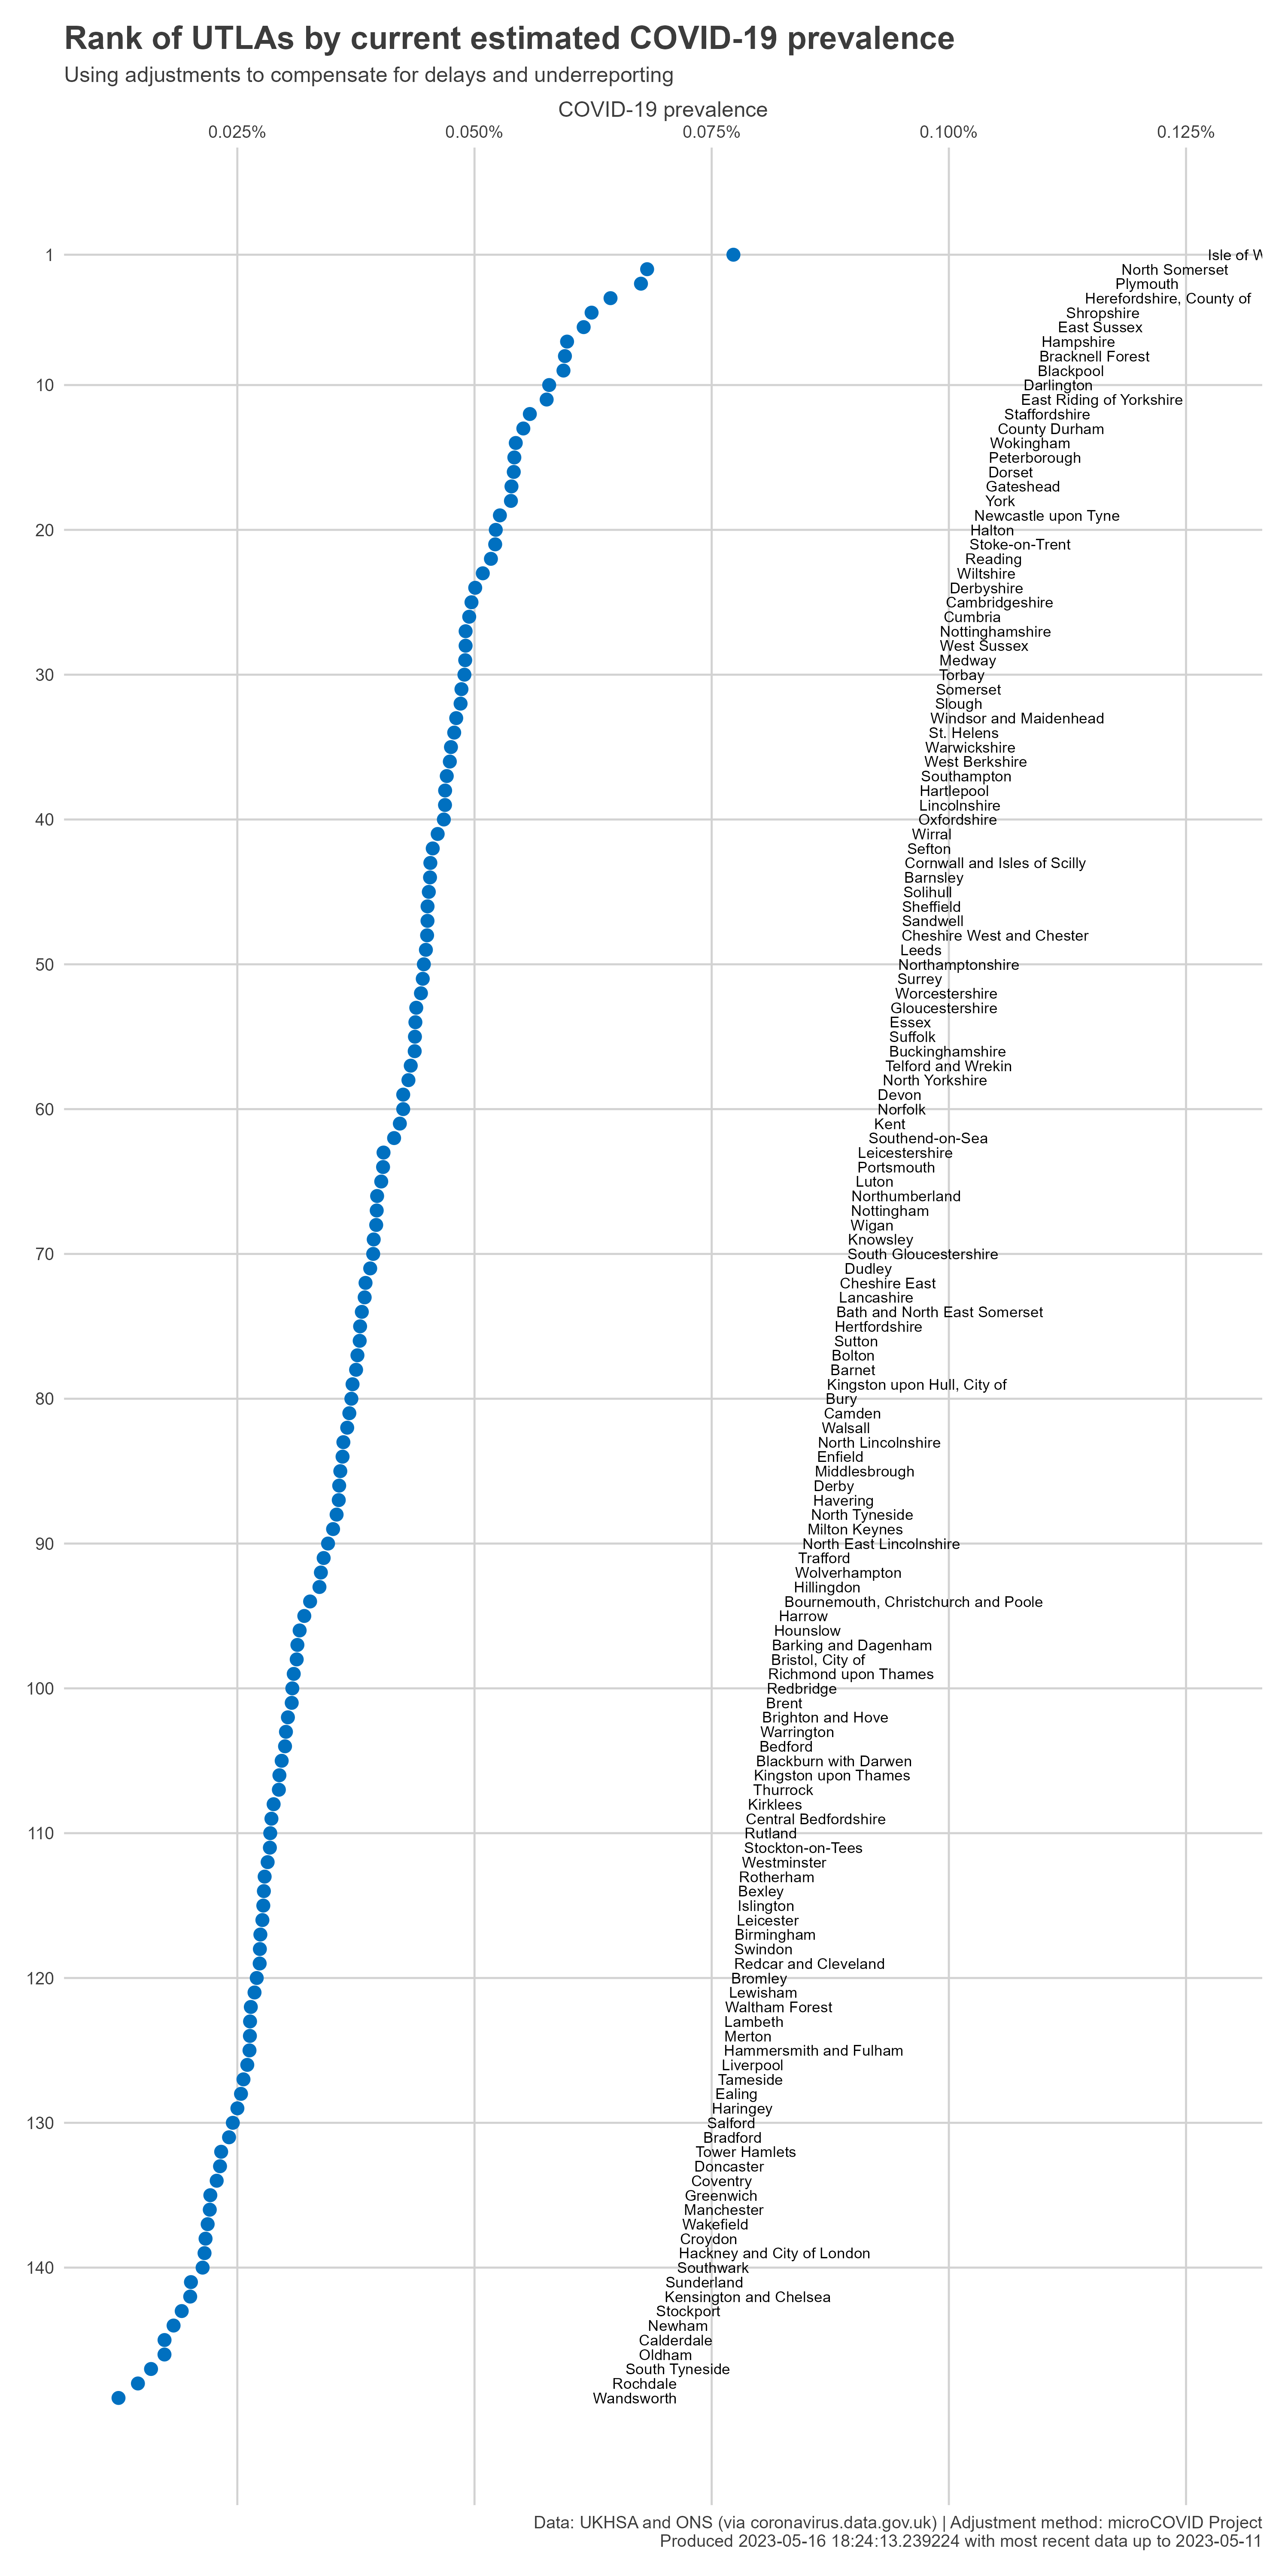 Rank of UTLAs by current estimated COVID-19 prevalence
Using adjustments to compensate for delays and underreporting
COVID-19 prevalence
0.025% 0.050% 0.075% 0.100% 0.125%
1 Isle of W
North Somerset
Plymouth
Herefordshire, County of
Shropshire
East Sussex
Hampshire
Bracknell Forest
Blackpool
10 Darlington
East Riding of Yorkshire
Staffordshire
County Durham
Wokingham
Peterborough
Dorset
Gateshead
York
Newcastle upon Tyne
20 Halton
Stoke-on-Trent
Reading
Wiltshire
Derbyshire
Cambridgeshire
Cumbria
Nottinghamshire
West Sussex
Medway
30 Torbay
Somerset
Slough
Windsor and Maidenhead
St. Helens
Warwickshire
West Berkshire
Southampton
Hartlepool
Lincolnshire
40 Oxfordshire
Wirral
Sefton
Cornwall and Isles of Scilly
Barnsley
Solihull
Sheffield
Sandwell
Cheshire West and Chester
Leeds
50 Northamptonshire
Surrey
Worcestershire
Gloucestershire
Essex
Suffolk
Buckinghamshire
Telford and Wrekin
North Yorkshire
Devon
60 Norfolk
Kent
Southend-on-Sea
Leicestershire
Portsmouth
Luton
Northumberland
Nottingham
Wigan
Knowsley
70 South Gloucestershire
Dudley
Cheshire East
Lancashire
Bath and North East Somerset
Hertfordshire
Sutton
Bolton
Barnet
Kingston upon Hull, City of
80 Bury
Camden
Walsall
North Lincolnshire
Enfield
Middlesbrough
Derby
Havering
North Tyneside
Milton Keynes
90 North East Lincolnshire
Trafford
Wolverhampton
Hillingdon
Bournemouth, Christchurch and Poole
Harrow
Hounslow
Barking and Dagenham
Bristol, City of
Richmond upon Thames
100 Redbridge
Brent
Brighton and Hove
Warrington
Bedford
Blackburn with Darwen
Kingston upon Thames
Thurrock
Kirklees
Central Bedfordshire
110 Rutland
Stockton-on-Tees
Westminster
Rotherham
Bexley
Islington
Leicester
Birmingham
Swindon
Redcar and Cleveland
120 Bromley
Lewisham
Waltham Forest
Lambeth
Merton
Hammersmith and Fulham
Liverpool
Tameside
Ealing
Haringey
130 Salford
Bradford
Tower Hamlets
Doncaster
Coventry
Greenwich
Manchester
Wakefield
Croydon
Hackney and City of London
140 Southwark
Sunderland
Kensington and Chelsea
Stockport
Newham
Calderdale
Oldham
South Tyneside
Rochdale
Wandsworth
Data: UKHSA and ONS (via coronavirus.data.gov.uk) | Adjustment method: microCOVID Project
Produced 2023-05-16 18:24:13.239224 with most recent data up to 2023-05-11